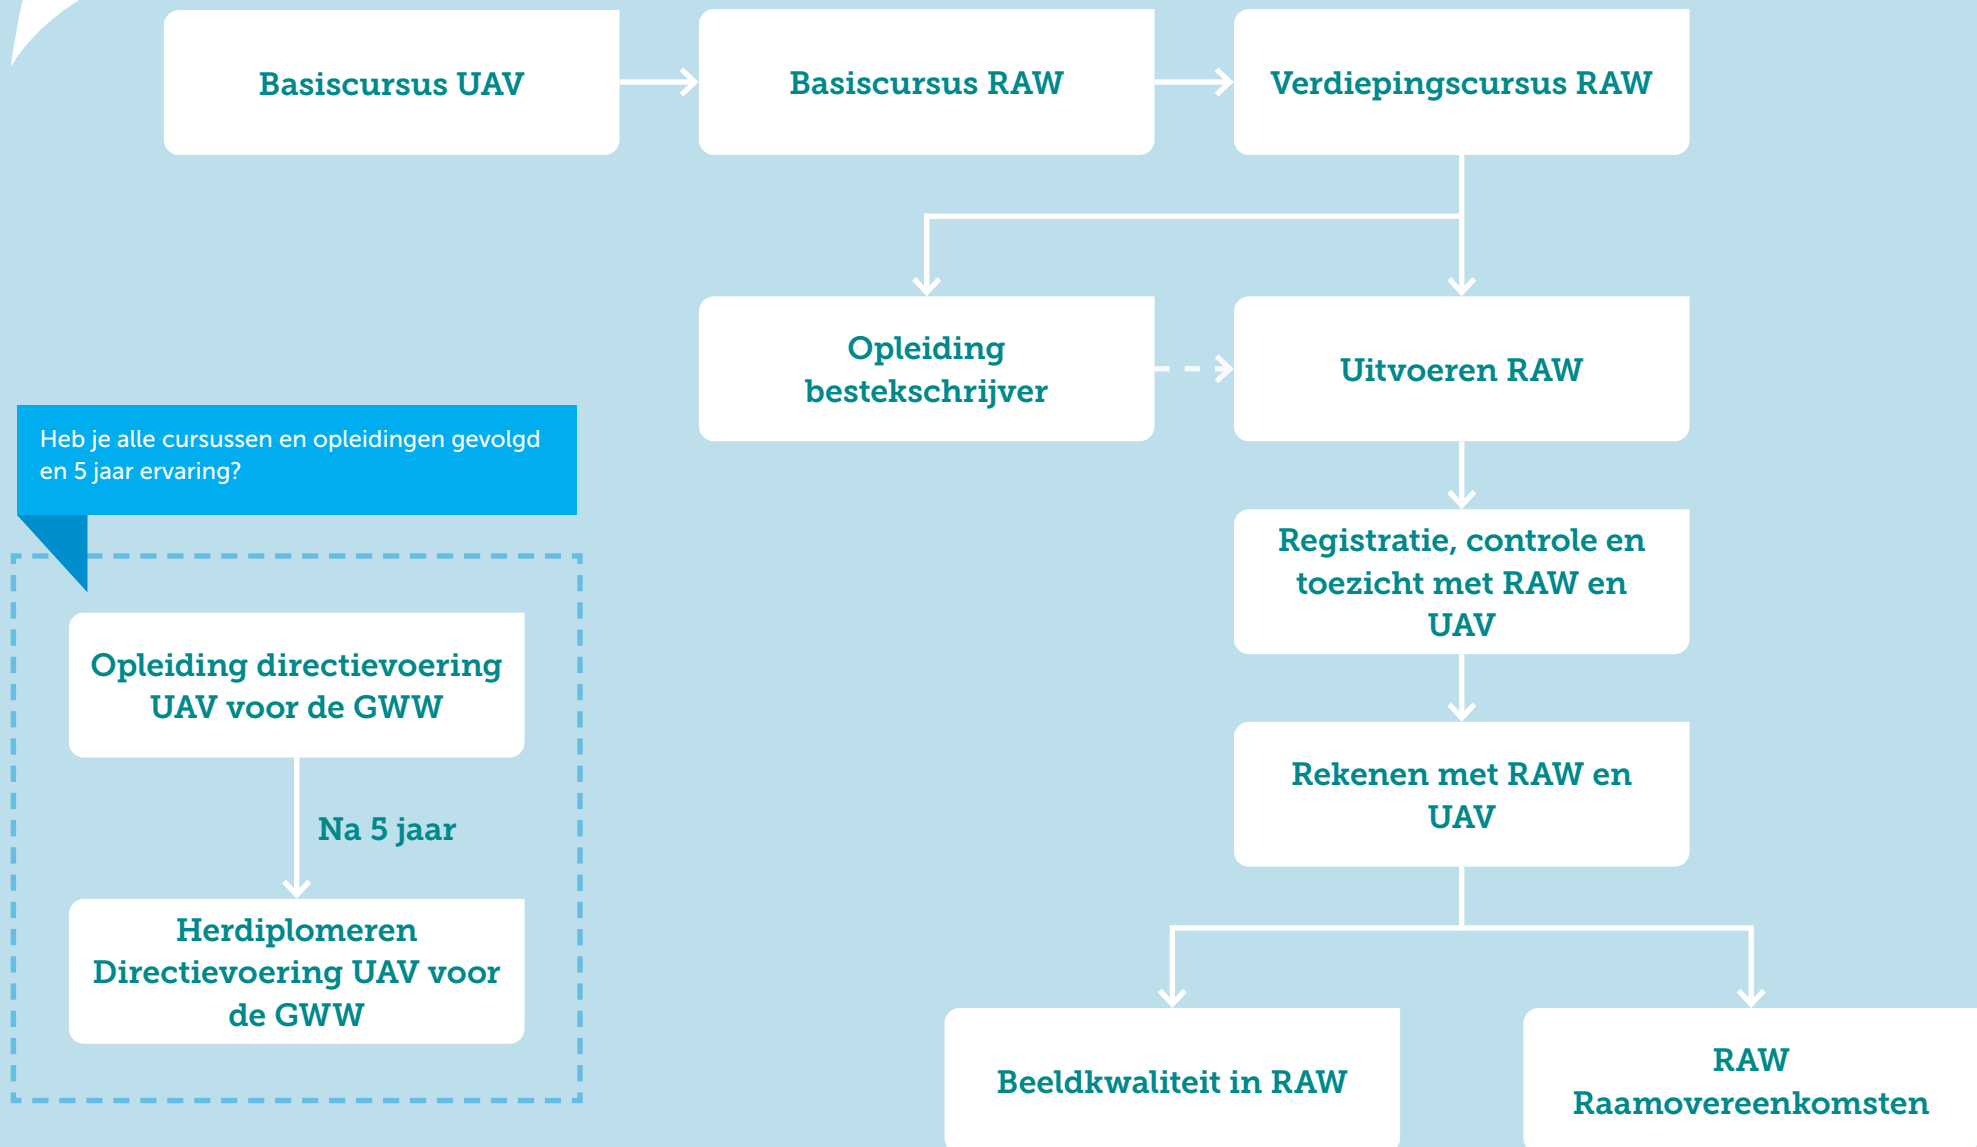 Basiscursus UAV
Basiscursus RAW
Verdiepingscursus RAW
Opleiding
bestekschrijver
Uitvoeren RAW
Heb je alle cursussen en opleidingen gevolgd
en 5 jaar ervaring?
Registratie, controle en
toezicht met RAW en
UAV
Opleiding directievoering
UAV voor de GWW
Rekenen met RAW en
UAV
Na 5 jaar
Herdiplomeren
Directievoering UAV voor
de GWW
Beeldkwaliteit in RAW
RAW
Raamovereenkomsten